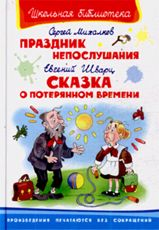 Школьная библиотека
Сергей Михалков
ПРАЗДНИК
НЕПОСЛУШАНИЯ
Евгений Шварц
СКАЗКА
О ПОТЕРЯННОМ ВРЕМЕНИ
ПРОИЗВЕДЕНИЯ ПЕЧАТАЮТСЯ БЕЗ СОКРАЩЕНИЙ